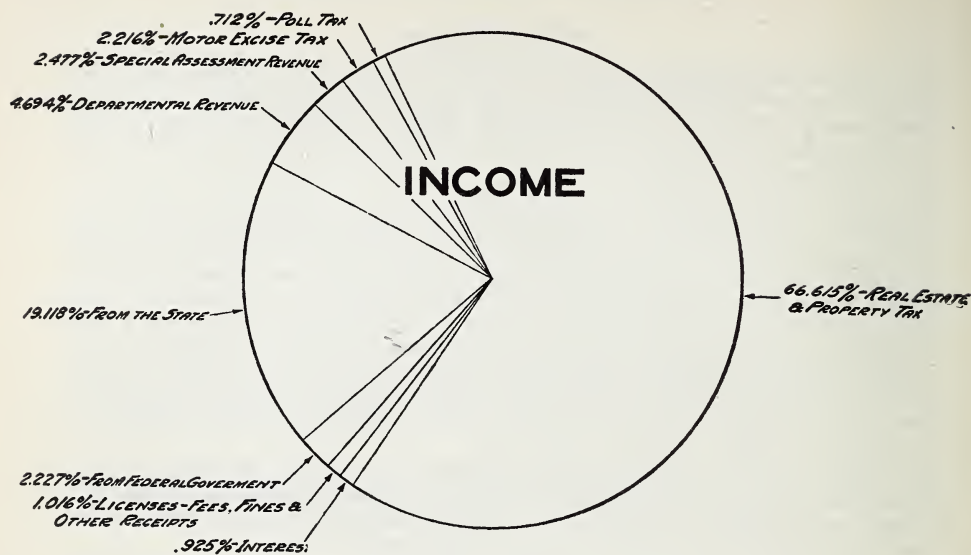 .712%-POLL TAX
2.216%-MOTOR EXCISE TAX
2.477%-SPECIAL ASSESSMENT REVENUE
4.694%-DEPARTMENTAL REVENUE
INCOME
66.615%-REAL ESTATE
& PROPERTY TAX
19.118%-FROM THE STATE
2.227%-FROM FEDERAL GOVERMENT
1.016%-LICENSES-FEES, FINES &
OTHER RECEIPTS
.925%-INTEREST